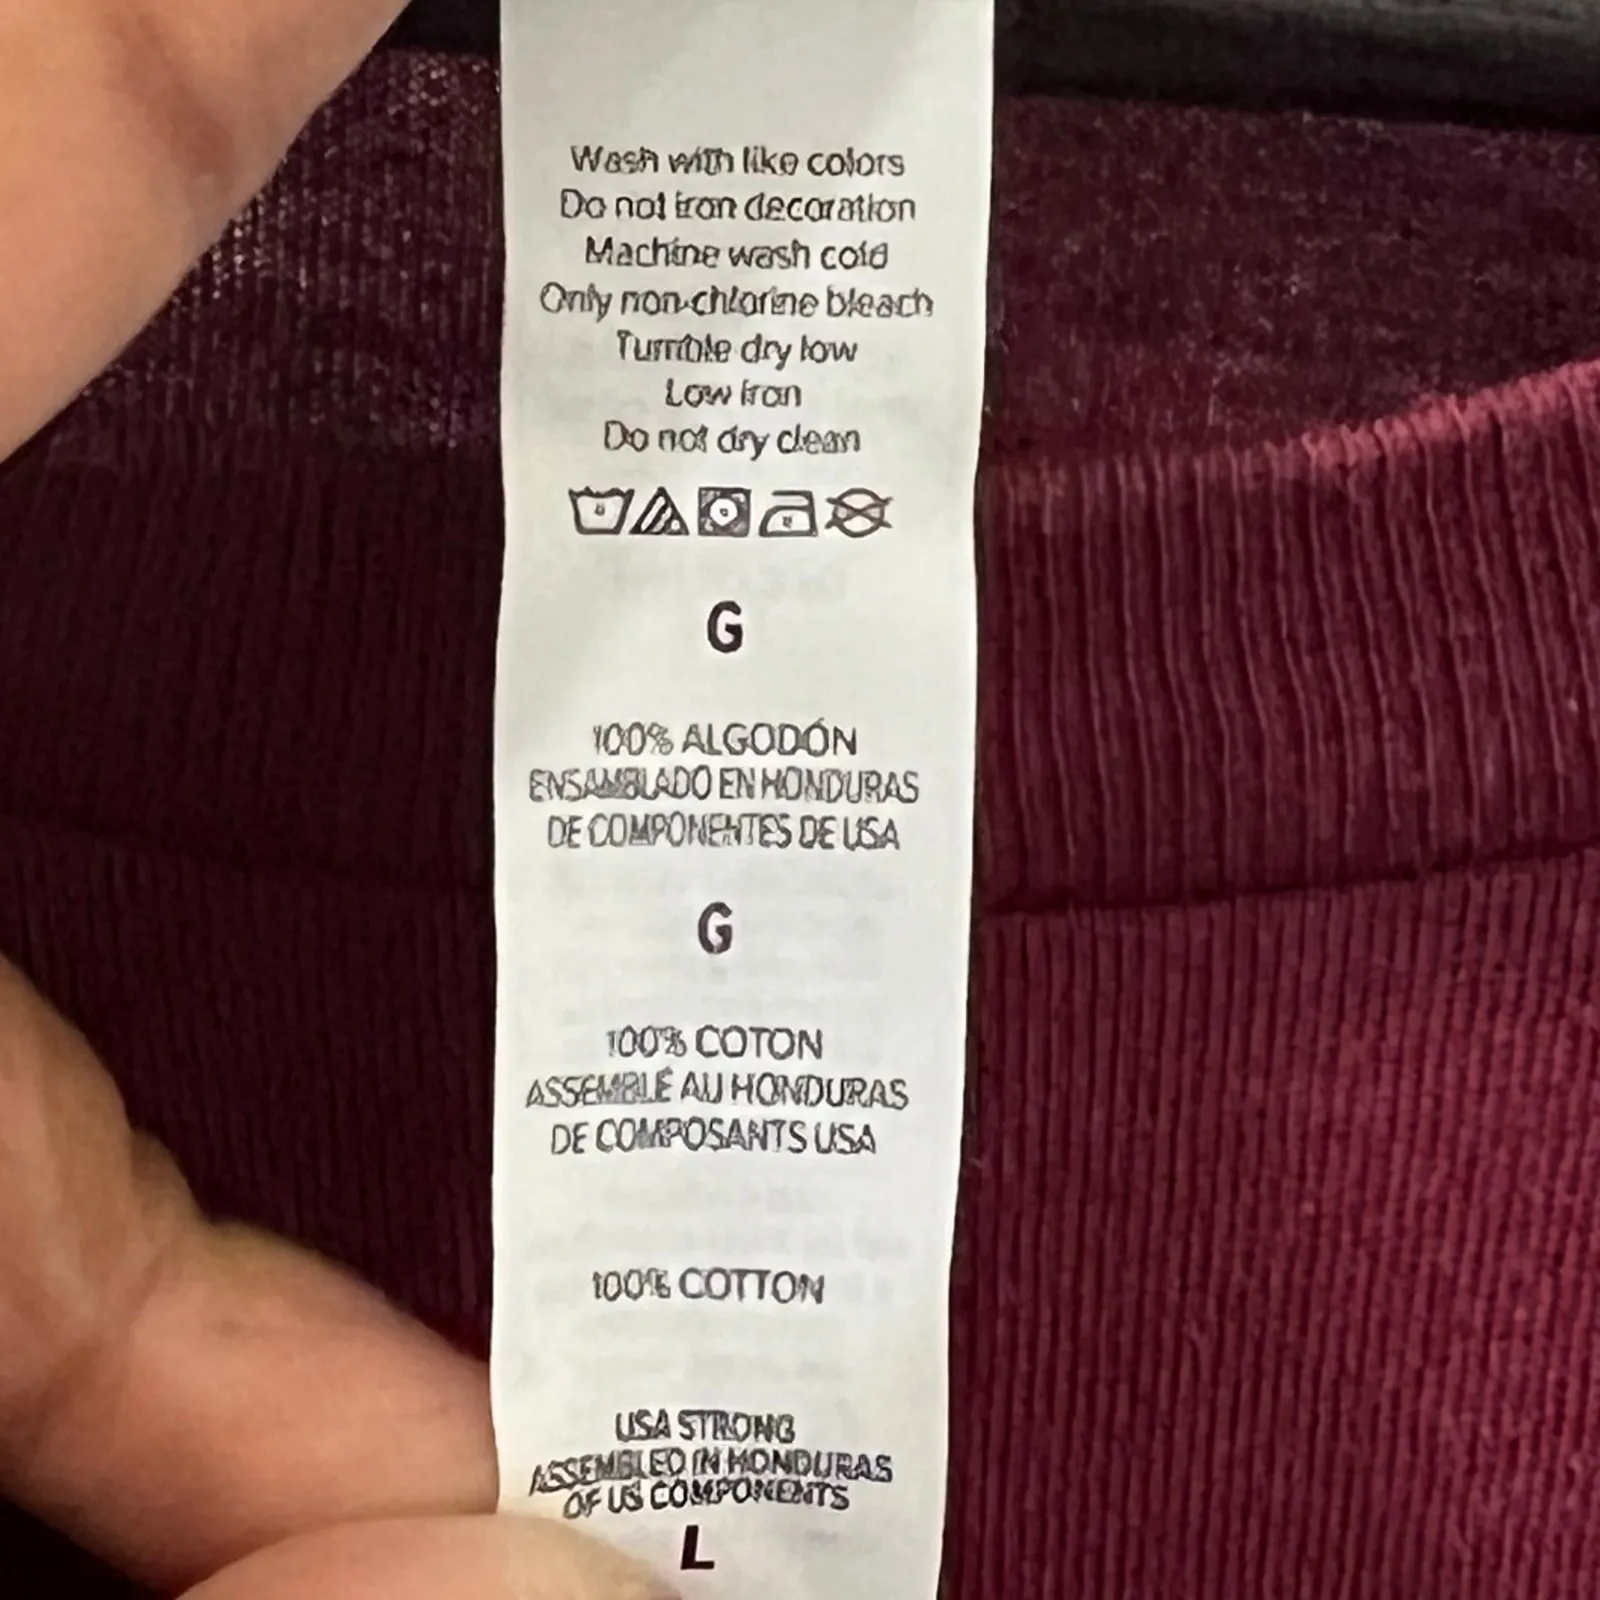 Wash with like colors
Do not iron decoration
Machine wash cold
Only non-chlorine bleach
Tumble dry low
Low iron
Do not dry clean
G
100% ALGODÓN
ENSAMBLADO EN HONDURAS
DE COMPONENTES DE USA
G
100% COTON
ASSEMBLÉ AU HONDURAS
DE COMPOSANTS USA
100% COTTON
USA STRONG
ASSEMBLED IN HONDURAS
OF US COMPONENTS
L